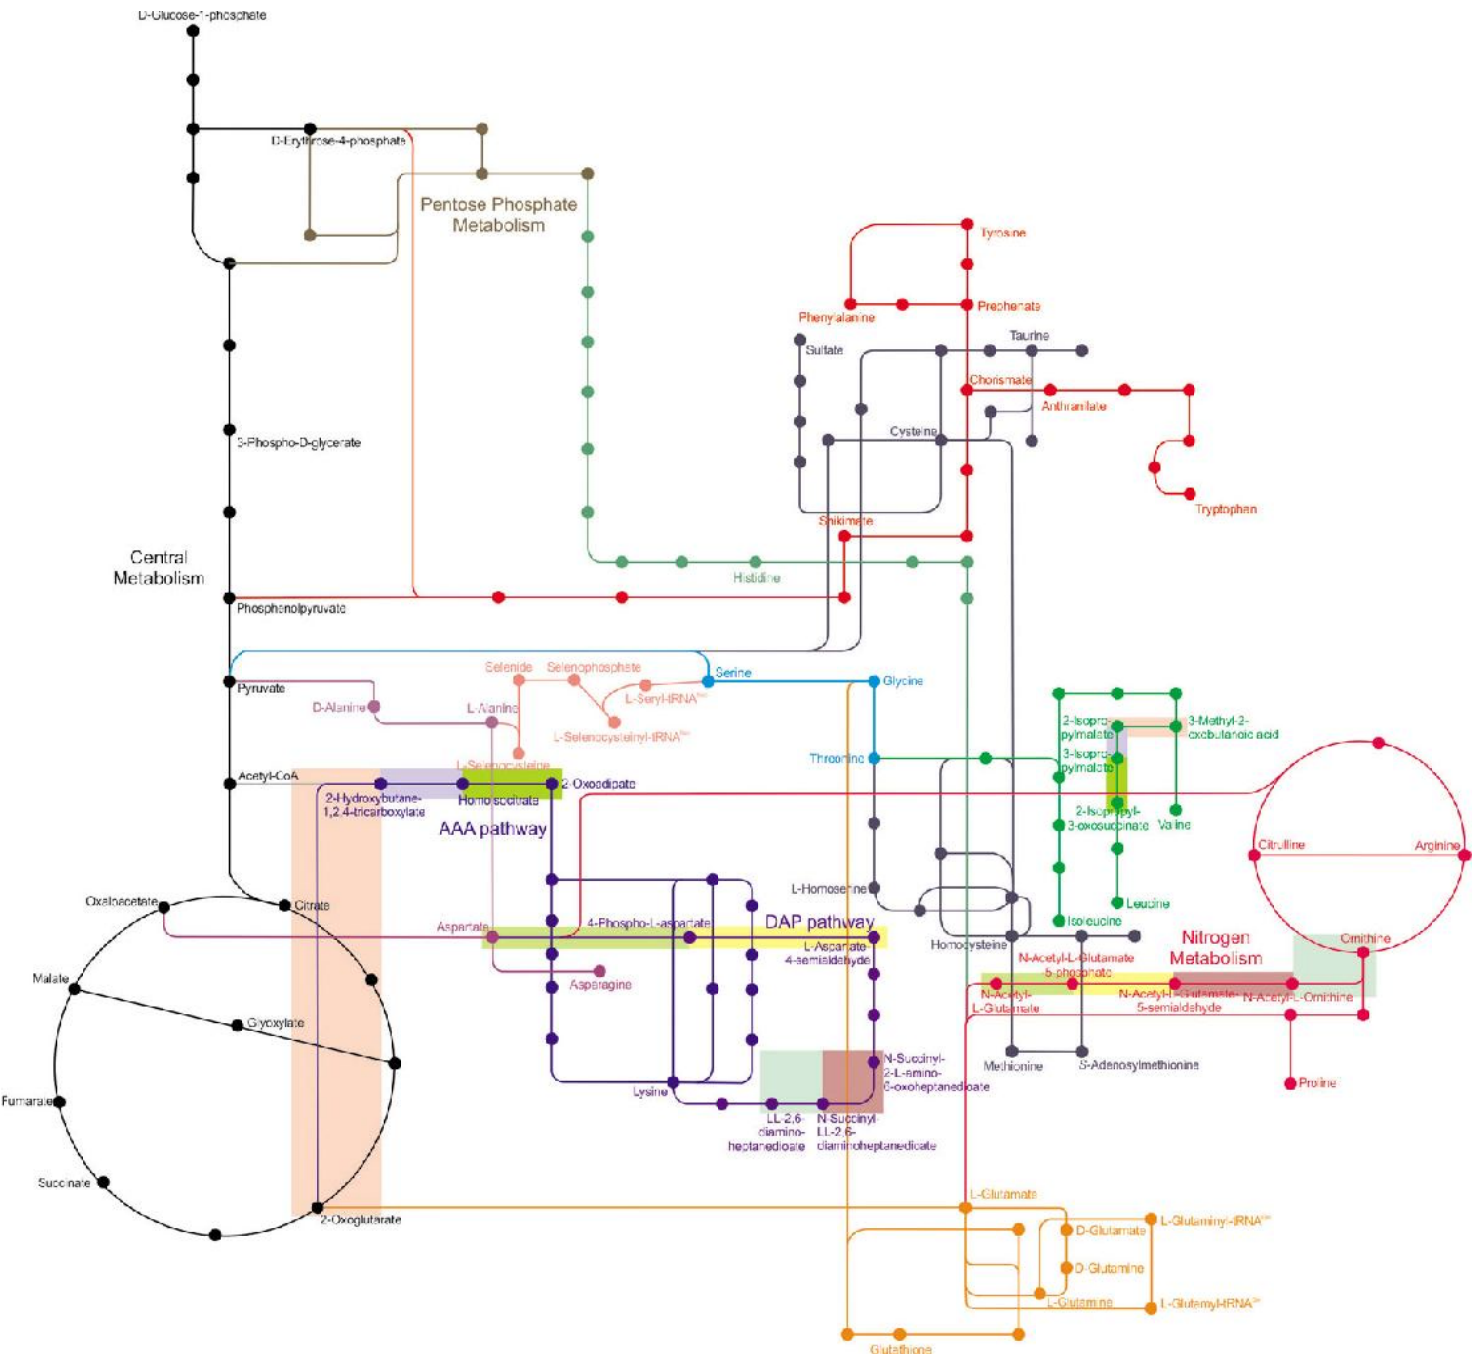 D-Glucose-1-phosphate
D-Erythrose-4-phosphate
Pentose Phosphate
Metabolism
Tyrosine
Prephenate
Phenylalanine
Taurine
Sulfate
Chorismate
Anthranilate
Cysteine
3-Phospho-D-glycerate
Tryptophan
Shikimate
Central
Metabolism
Histidine
Phosphenolpyruvate
Selenide
Selenophosphate
Serine
Glycine
Pyruvate
L-Seryl-tRNA
D-Alanine
L-Alanine
L-Selenocysteinyl-tRNA
2-Isopro-
pylmalate
3-Methyl-2-
oxobutanoic acid
Threonine
3-Isopro-
pylmalate
L-Selenocysteine
Acetyl-CoA
2-Oxoadipate
2-Hydroxybutane-
1,2,4-tricarboxylate
Homoisocitrate
2-Isopropyl-
3-oxosuccinate
Valine
AAA pathway
Citrulline
Arginine
L-Homoserine
Oxaloacetate
Citrate
Leucine
Isoleucine
Aspartate
4-Phospho-L-aspartate
DAP pathway
L-Aspartate
4-semialdehyde
Homocysteine
Nitrogen
Metabolism
Ornithine
N-Acetyl-L-Glutamate
5-phosphate
Malate
Asparagine
N-Acetyl-
L-Glutamate
N-Acetyl-L-Glutamate-
5-semialdehyde
N-Acetyl-L-Ornithine
Glyoxylate
Methionine
S-Adenosylmethionine
N-Succinyl-
2-L-amino-
6-oxoheptanedioate
Lysine
Proline
Fumarate
LL-2,6-
diamino-
heptanedioate
N-Succinyl-
LL-2,6-
diaminoheptanedioate
Succinate
2-Oxoglutarate
L-Glutamate
L-Glutaminyl-tRNA
D-Glutamate
D-Glutamine
L-Glutamine
L-Glutamyl-tRNA
Glutathione